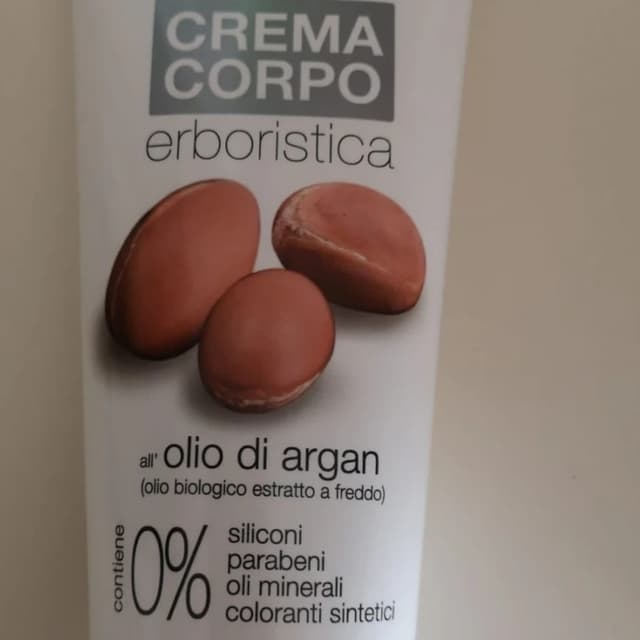 CREMA
CORPO
erboristica
all' olio di argan
(olio biologico estratto a freddo)
contiene
0%
siliconi
parabeni
oli minerali
coloranti sintetici